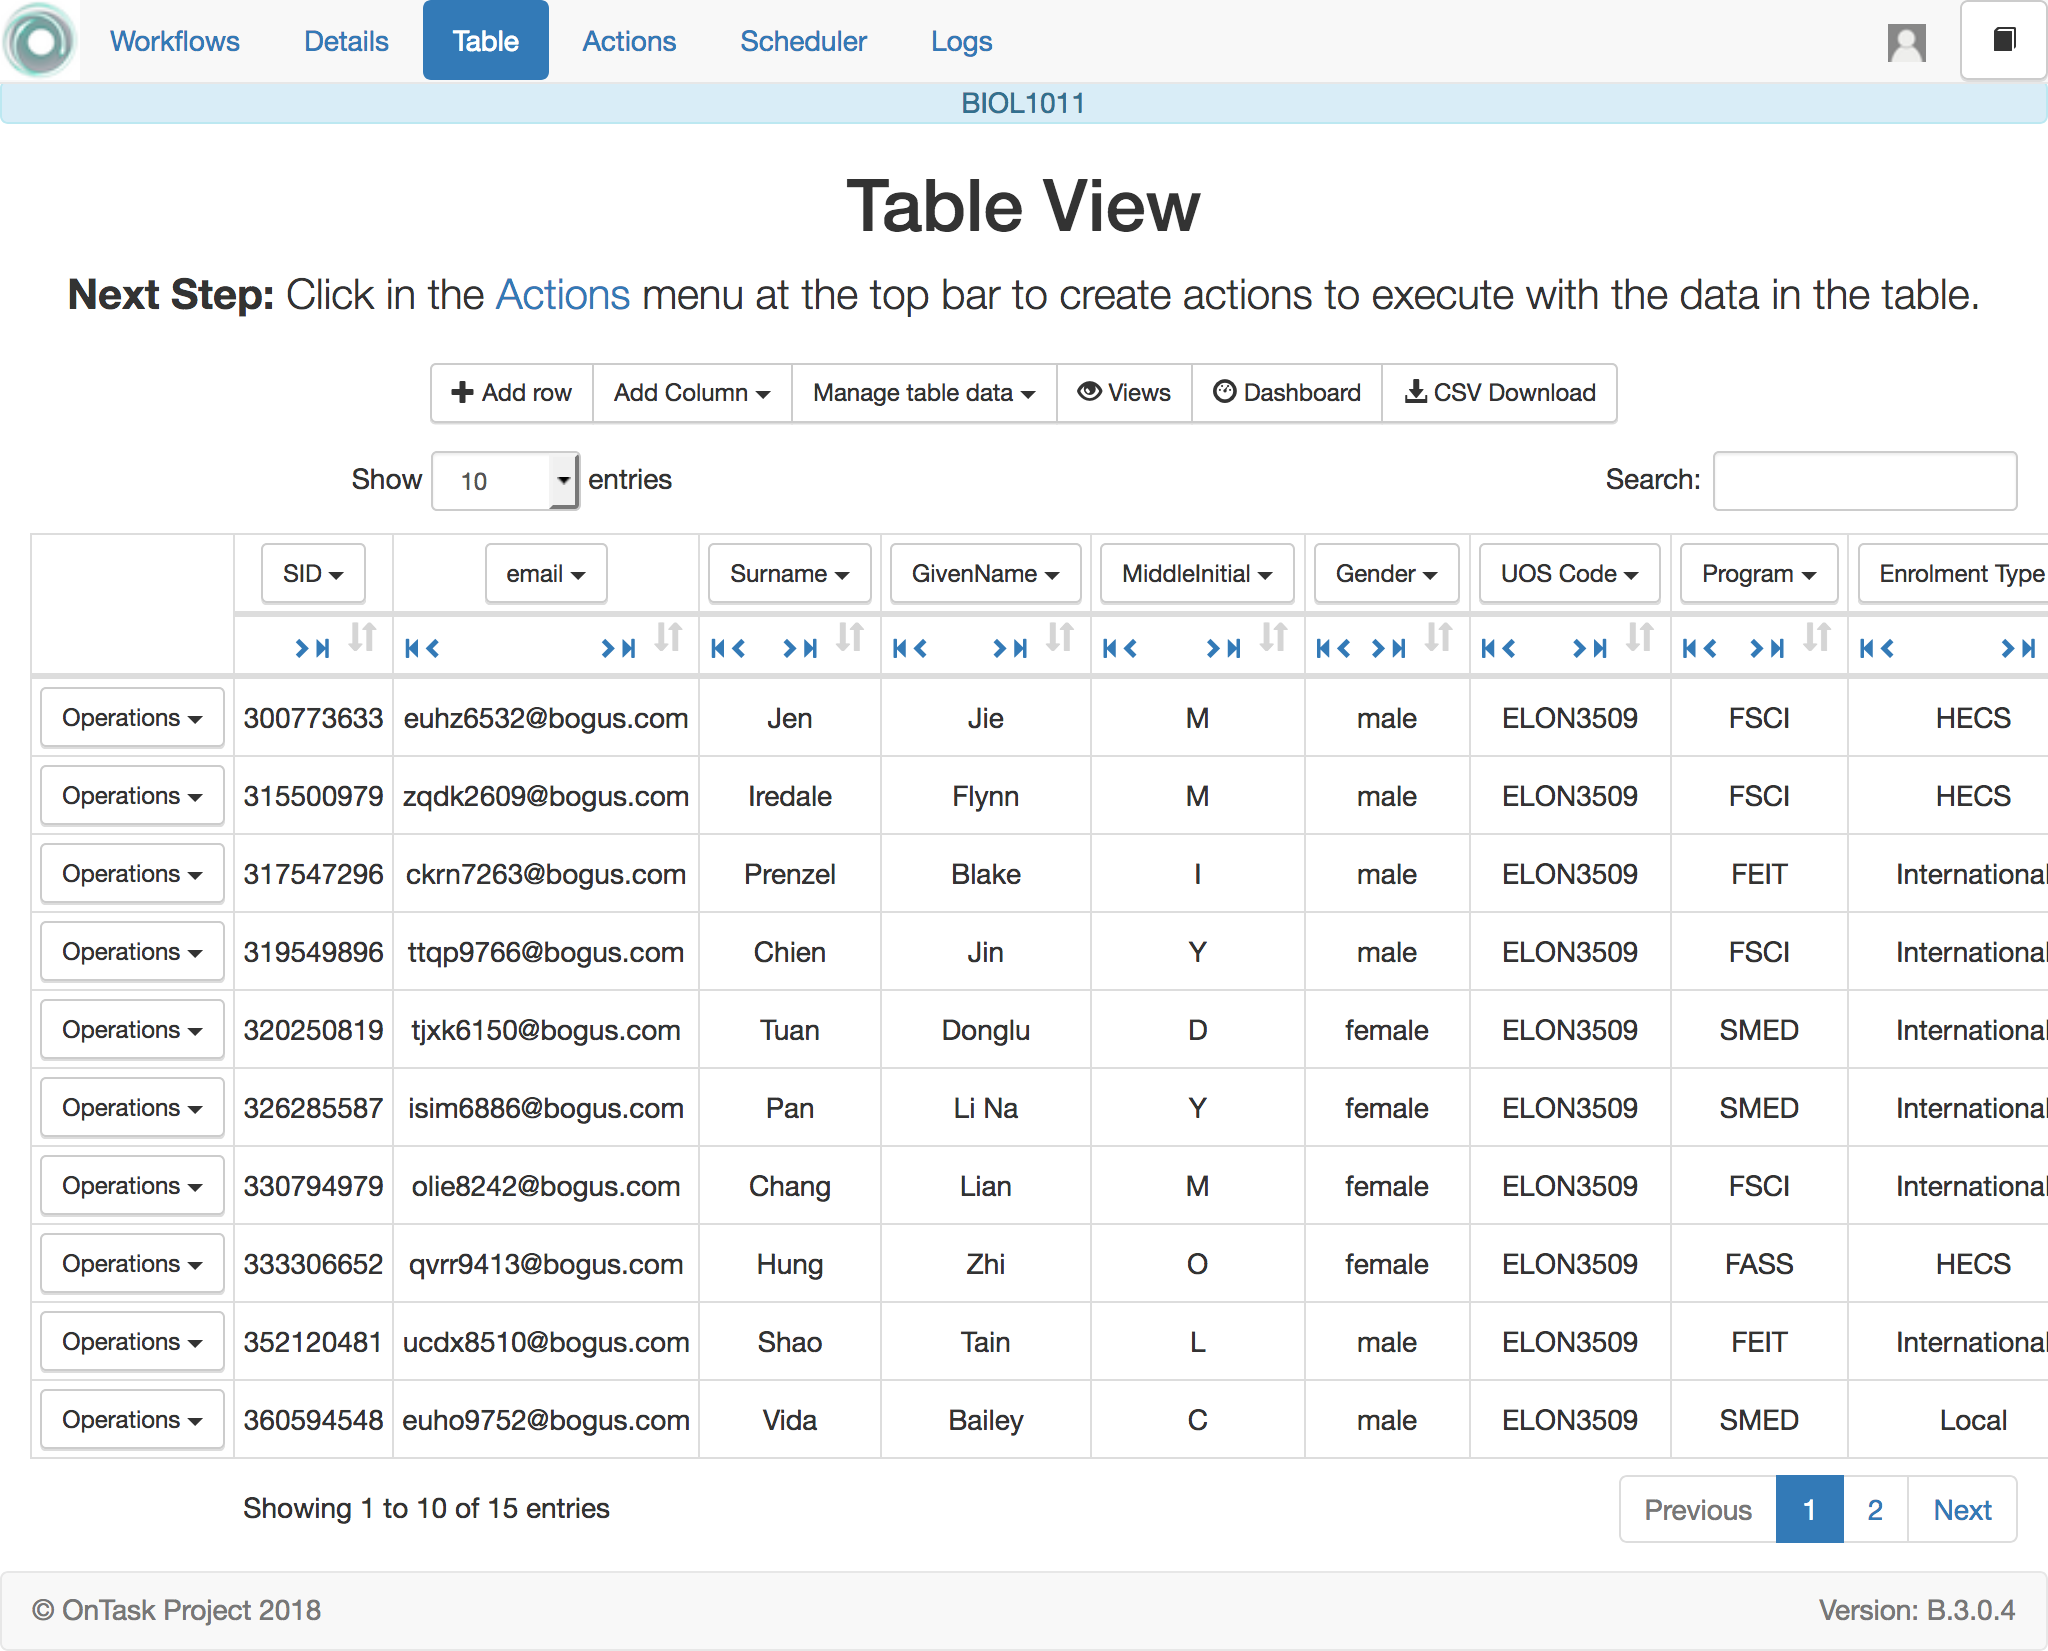 Workflows Details Table Actions Scheduler Logs
BIOL1011
Table View
Next Step: Click in the Actions menu at the top bar to create actions to execute with the data in the table.
Add row Add Column Manage table data Views Dashboard CSV Download
Show 10 entries Search:
SID email Surname GivenName MiddleInitial Gender UOS Code Program Enrolment Type
Operations 300773633 euhz6532@bogus.com Jen Jie M male ELON3509 FSCI HECS
Operations 315500979 zqdk2609@bogus.com Iredale Flynn M male ELON3509 FSCI HECS
Operations 317547296 ckrn7263@bogus.com Prenzel Blake I male ELON3509 FEIT International
Operations 319549896 ttqp9766@bogus.com Chien Jin Y male ELON3509 FSCI International
Operations 320250819 tjxk6150@bogus.com Tuan Donglu D female ELON3509 SMED International
Operations 326285587 isim6886@bogus.com Pan Li Na Y female ELON3509 SMED International
Operations 330794979 olie8242@bogus.com Chang Lian M female ELON3509 FSCI International
Operations 333306652 qvrr9413@bogus.com Hung Zhi O female ELON3509 FASS HECS
Operations 352120481 ucdx8510@bogus.com Shao Tain L male ELON3509 FEIT International
Operations 360594548 euho9752@bogus.com Vida Bailey C male ELON3509 SMED Local
Showing 1 to 10 of 15 entries Previous 1 2 Next
© OnTask Project 2018 Version: B.3.0.4